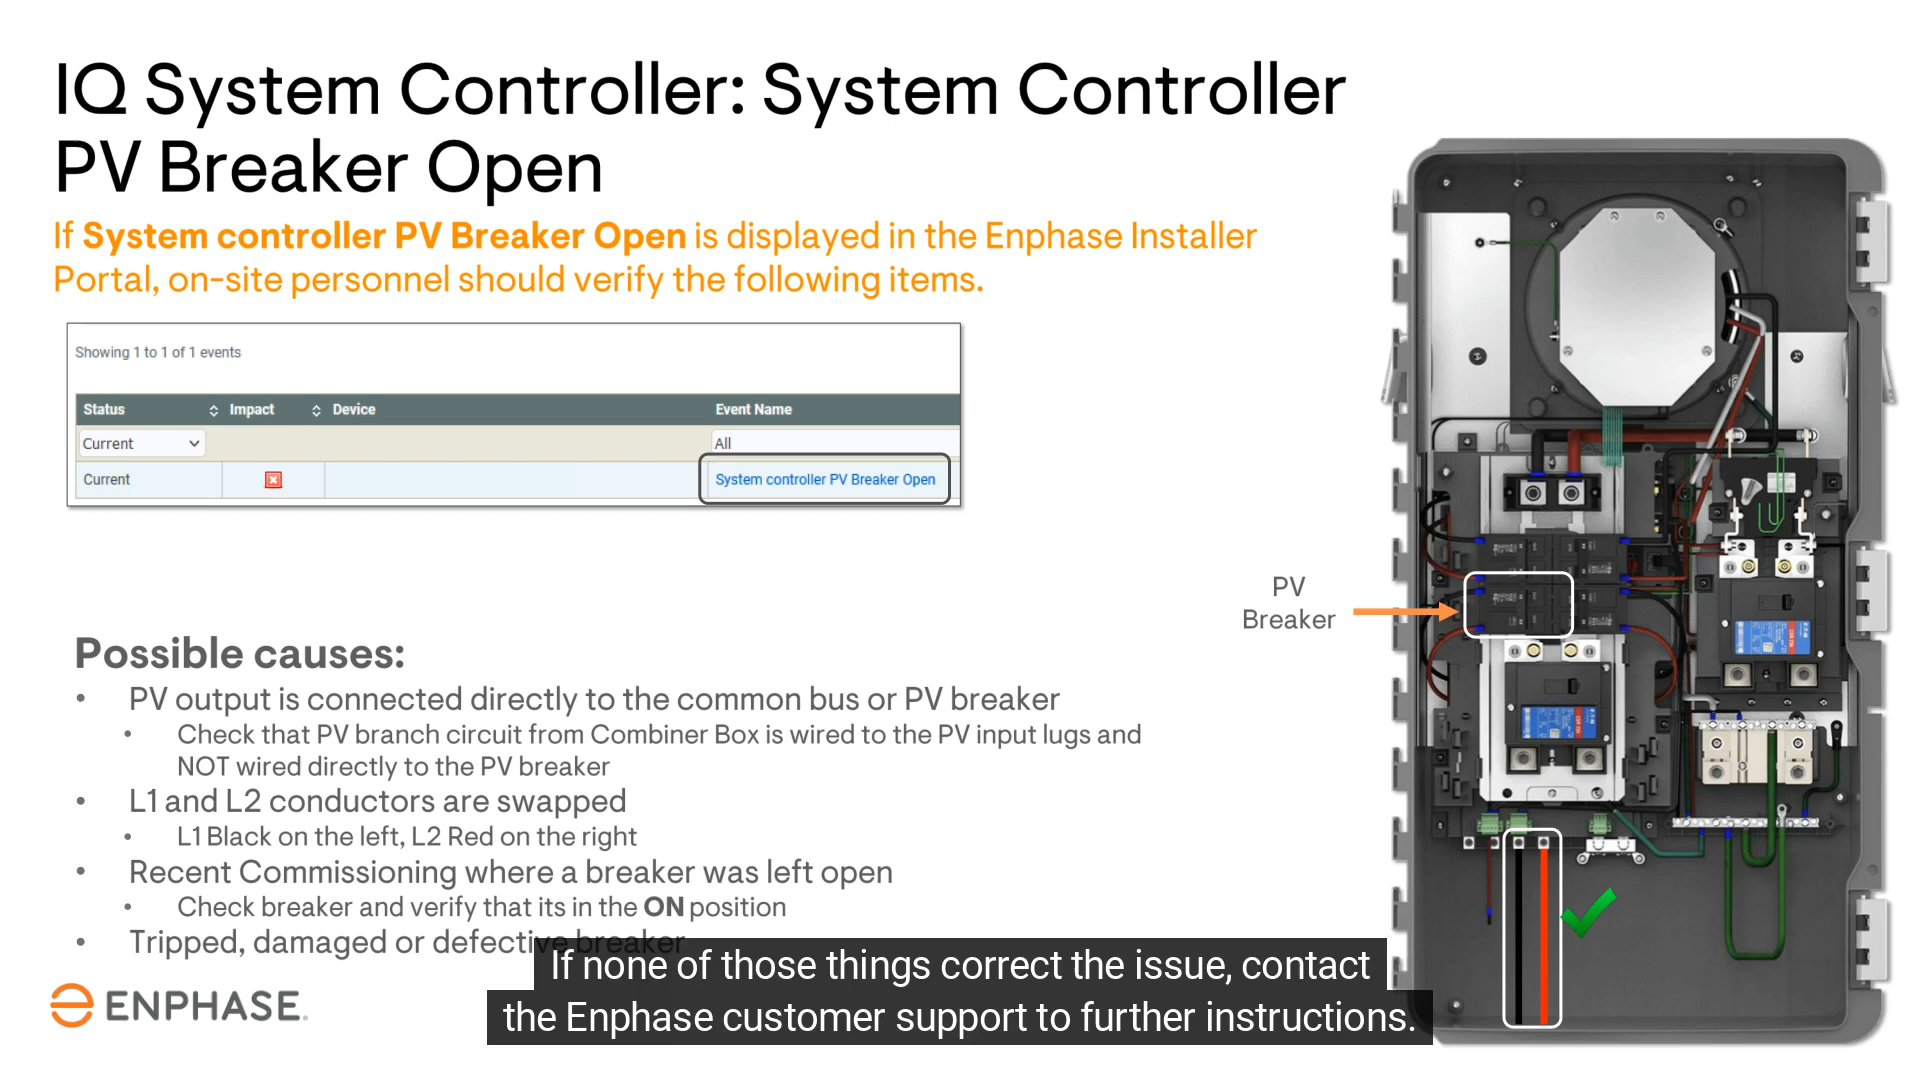 IQ System Controller: System Controller
PV Breaker Open
If System controller PV Breaker Open is displayed in the Enphase Installer
Portal, on-site personnel should verify the following items.
Showing 1 to 1 of 1 events
Status Impact Device Event Name
Current All
Current System controller PV Breaker Open
PV
Breaker
Possible causes:
• PV output is connected directly to the common bus or PV breaker
• Check that PV branch circuit from Combiner Box is wired to the PV input lugs and
NOT wired directly to the PV breaker
• L1 and L2 conductors are swapped
• L1 Black on the left, L2 Red on the right
• Recent Commissioning where a breaker was left open
• Check breaker and verify that its in the ON position
• Tripped, damaged or defective breaker
If none of those things correct the issue, contact
the Enphase customer support to further instructions.
ENPHASE.